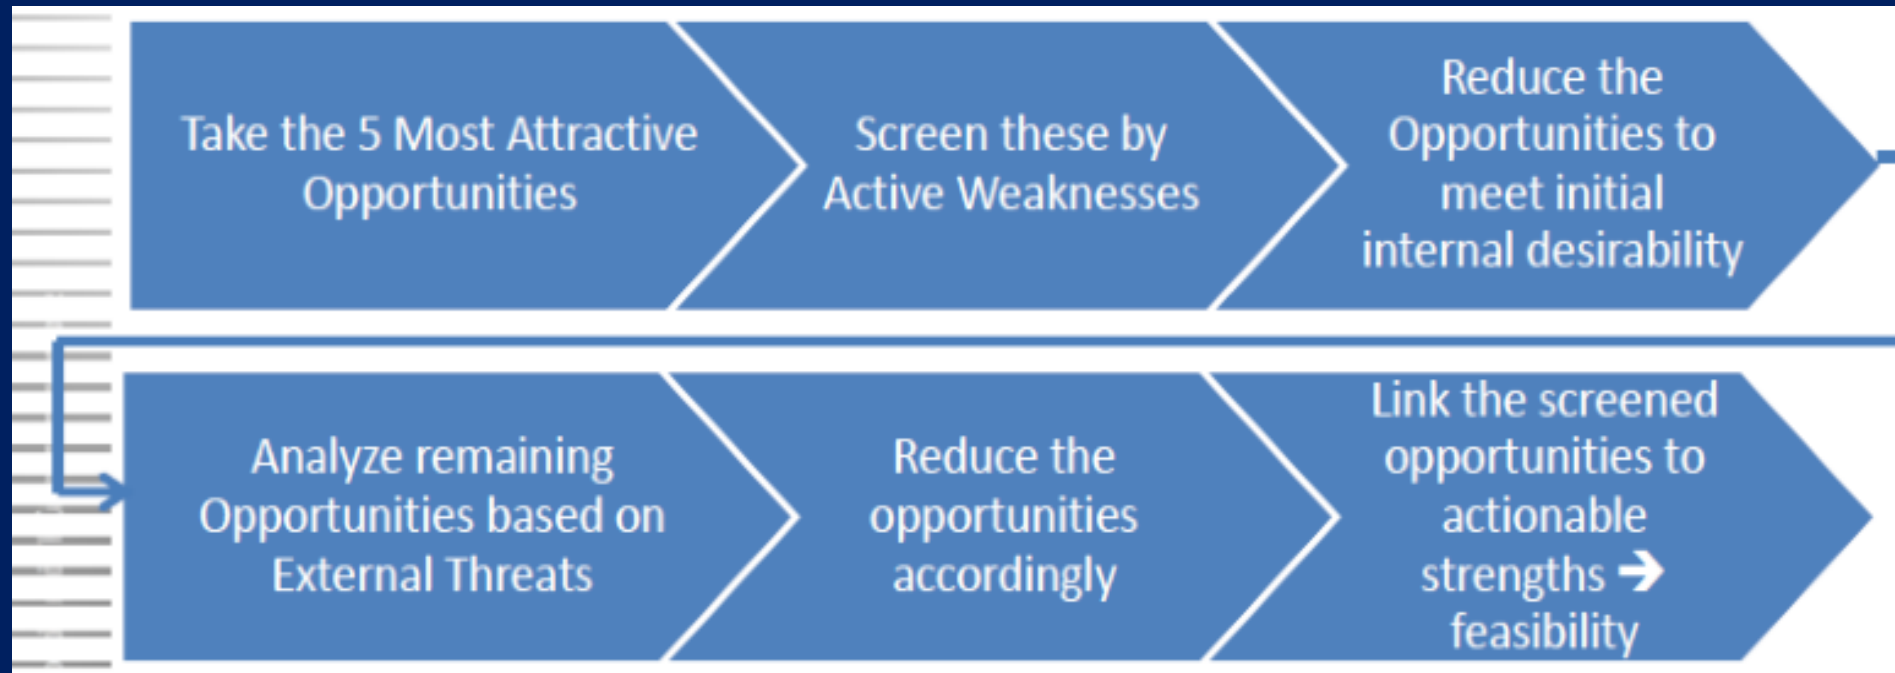 Take the 5 Most Attractive
Opportunities
Screen these by
Active Weaknesses
Reduce the
Opportunities to
meet initial
internal desirability
Analyze remaining
Opportunities based on
External Threats
Reduce the
opportunities
accordingly
Link the screened
opportunities to
actionable
strengths ➔
feasibility